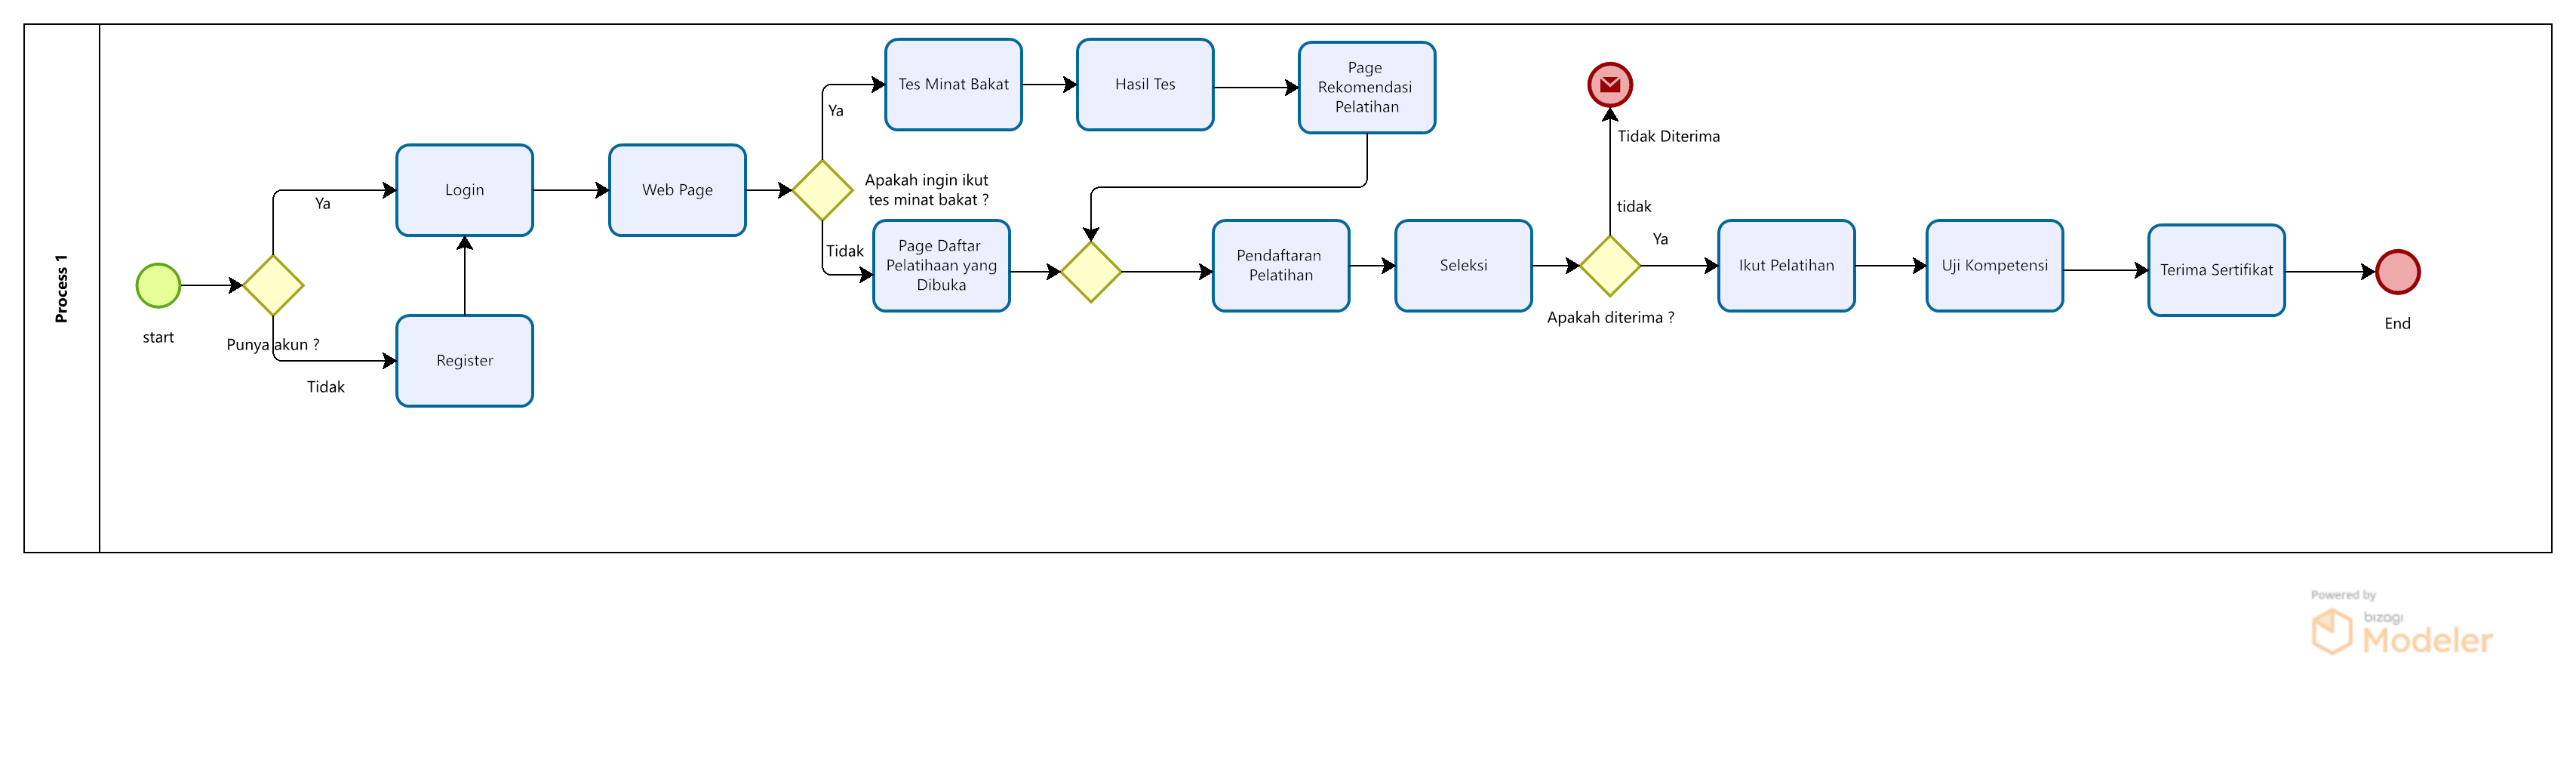 Process 1
start
Punya akun ?
Ya
Tidak
Login
Register
Web Page
Ya
Apakah ingin ikut
tes minat bakat ?
Tidak
Tes Minat Bakat
Hasil Tes
Page
Rekomendasi
Pelatihan
Page Daftar
Pelatihaan yang
Dibuka
Pendaftaran
Pelatihan
Seleksi
Tidak Diterima
tidak
Ya
Apakah diterima ?
Ikut Pelatihan
Uji Kompetensi
Terima Sertifikat
End
Powered by
bizagi
Modeler